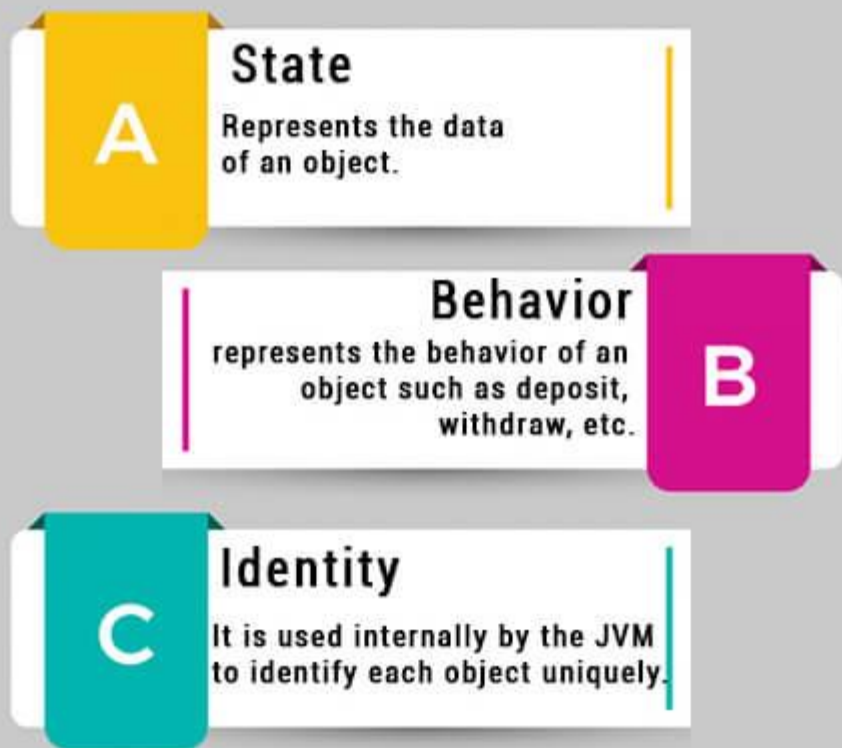 A
State
Represents the data
of an object.
Behavior
represents the behavior of an
object such as deposit,
withdraw, etc.
B
C
Identity
It is used internally by the JVM
to identify each object uniquely.